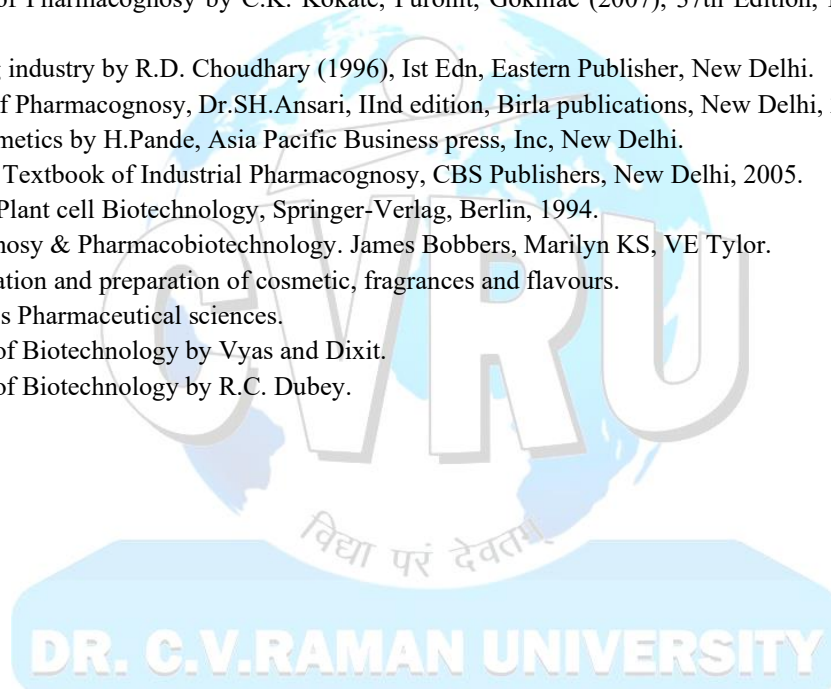 of Pharmacognosy by C.K. Kokate, Purohit, Gokhlae (2007), 37th Edition,
industry by R.D. Choudhary (1996), Ist Edn, Eastern Publisher, New Delhi.
of Pharmacognosy, Dr.SH.Ansari, IInd edition, Birla publications, New Delhi,
metics by H.Pande, Asia Pacific Business press, Inc, New Delhi.
Textbook of Industrial Pharmacognosy, CBS Publishers, New Delhi, 2005.
Plant cell Biotechnology, Springer-Verlag, Berlin, 1994.
nosy & Pharmacobiotechnology. James Bobbers, Marilyn KS, VE Tylor.
ation and preparation of cosmetic, fragrances and flavours.
s Pharmaceutical sciences.
of Biotechnology by Vyas and Dixit.
of Biotechnology by R.C. Dubey.
CVRU
विद्या परं देवतम्
DR. C.V.RAMAN UNIVERSITY